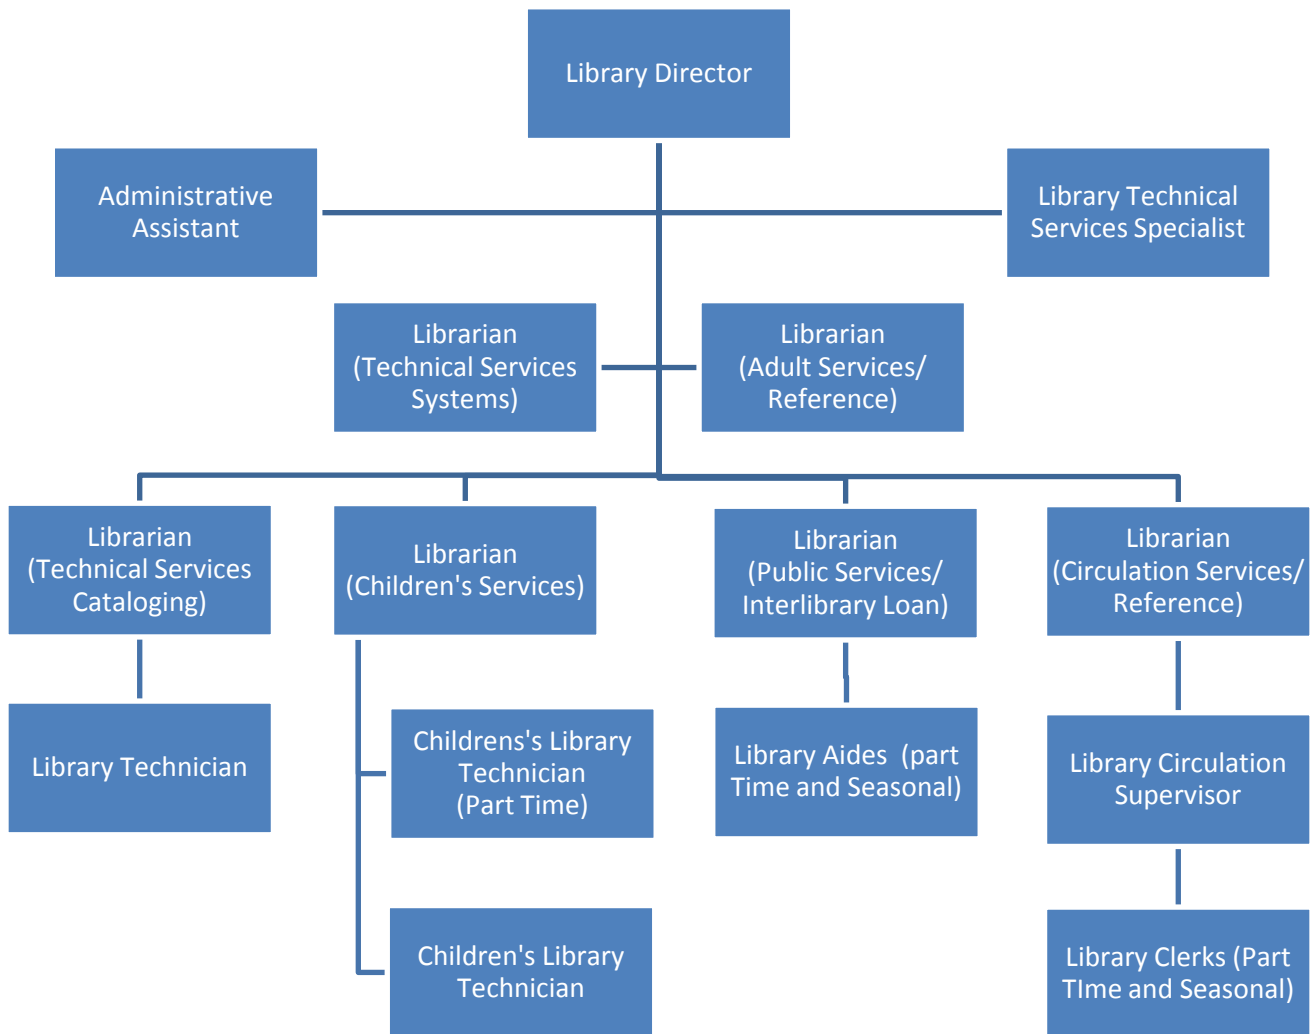 Library Director
Administrative
Assistant
Library Technical
Services Specialist
Librarian
(Technical Services
Systems)
Librarian
(Adult Services/
Reference)
Librarian
(Technical Services
Cataloging)
Librarian
(Children's Services)
Librarian
(Public Services/
Interlibrary Loan)
Librarian
(Circulation Services/
Reference)
Library Technician
Childrens's Library
Technician
(Part Time)
Library Aides  (part
Time and Seasonal)
Library Circulation
Supervisor
Children's Library
Technician
Library Clerks (Part
TIme and Seasonal)